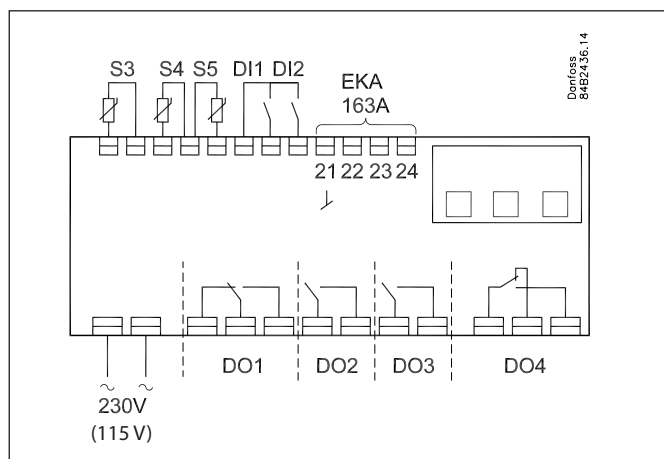 S3 S4 S5 DI1 DI2
EKA
163A
Danfoss
84B2436.14
21 22 23 24
DO1 DO2 DO3 DO4
230V
(115 V)